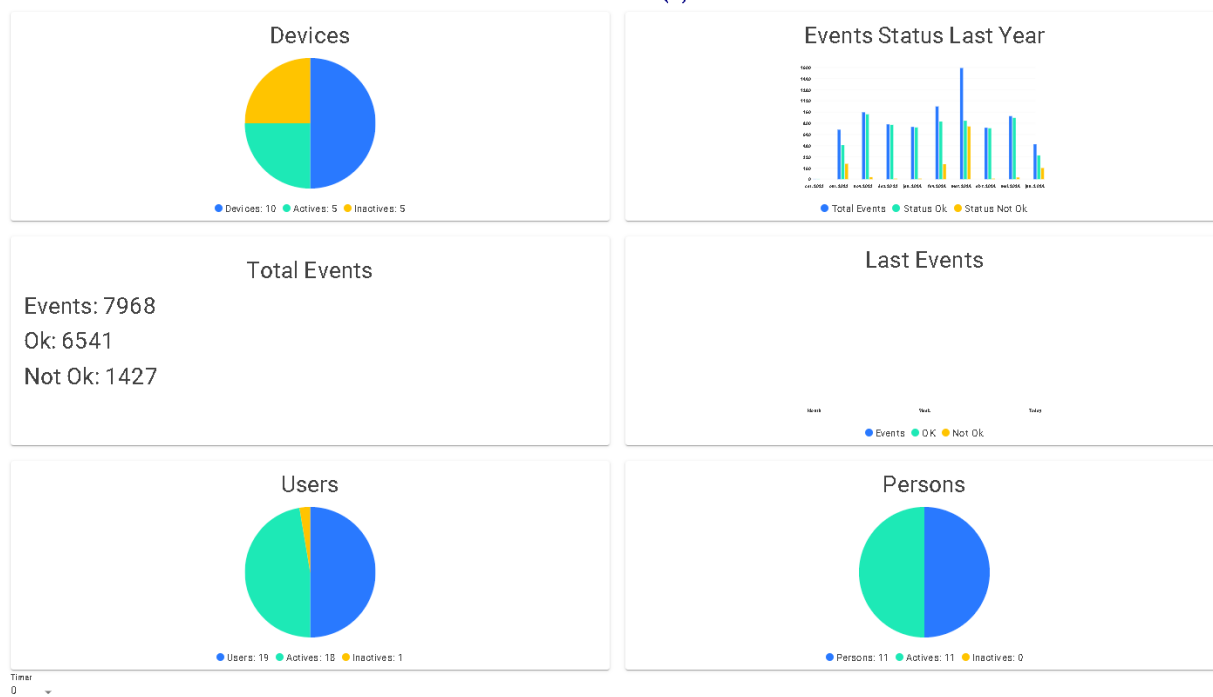 Devices
Devices: 10 Actives: 5 Inactives: 5
Events Status Last Year
Total Events Status Ok Status Not Ok
Total Events
Events: 7968
Ok: 6541
Not Ok: 1427
Last Events
Month Week Today
Events OK Not Ok
Users
Users: 19 Actives: 18 Inactives: 1
Persons
Persons: 11 Actives: 11 Inactives: 0
Timer
0